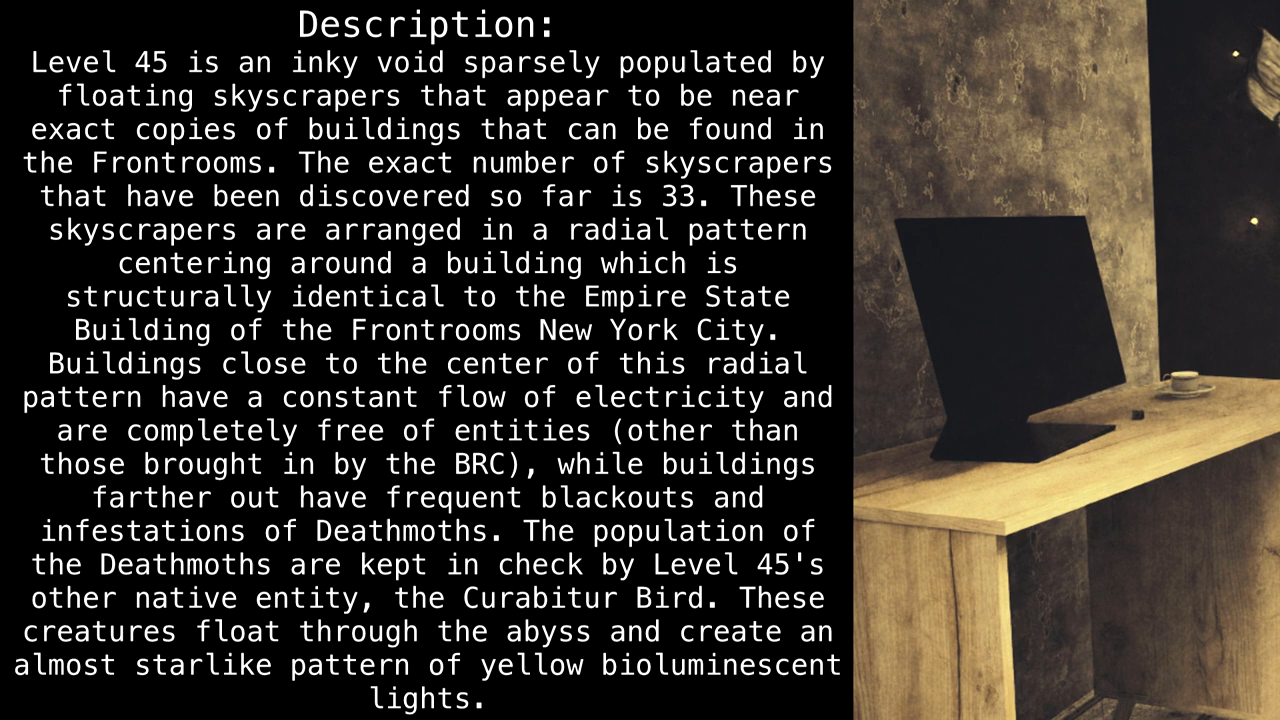 Description:
Level 45 is an inky void sparsely populated by
floating skyscrapers that appear to be near
exact copies of buildings that can be found in
the Frontrooms. The exact number of skyscrapers
that have been discovered so far is 33. These
skyscrapers are arranged in a radial pattern
centering around a building which is
structurally identical to the Empire State
Building of the Frontrooms New York City.
Buildings close to the center of this radial
pattern have a constant flow of electricity and
are completely free of entities (other than
those brought in by the BRC), while buildings
farther out have frequent blackouts and
infestations of Deathmoths. The population of
the Deathmoths are kept in check by Level 45's
other native entity, the Curabitur Bird. These
creatures float through the abyss and create an
almost starlike pattern of yellow bioluminescent
lights.